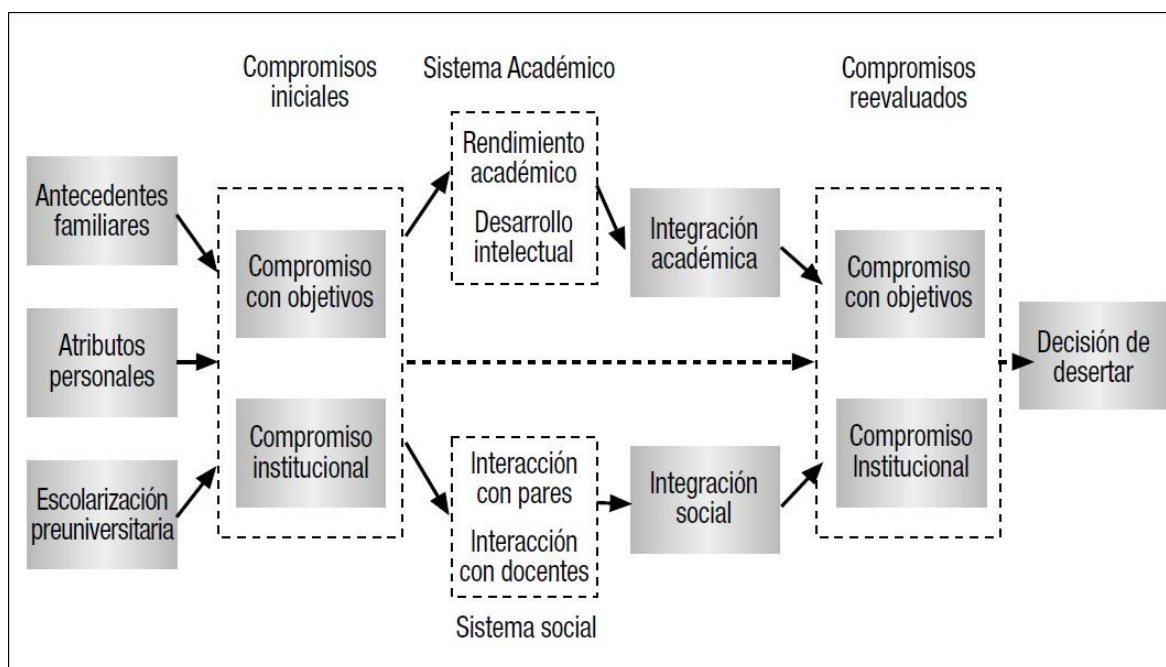 Compromisos
iniciales
Sistema Académico
Compromisos
reevaluados
Antecedentes
familiares
Atributos
personales
Escolarización
preuniversitaria
Compromiso
con objetivos
Compromiso
institucional
Rendimiento
académico
Desarrollo
intelectual
Interacción
con pares
Interacción
con docentes
Sistema social
Integración
académica
Integración
social
Compromiso
con objetivos
Compromiso
Institucional
Decisión de
desertar